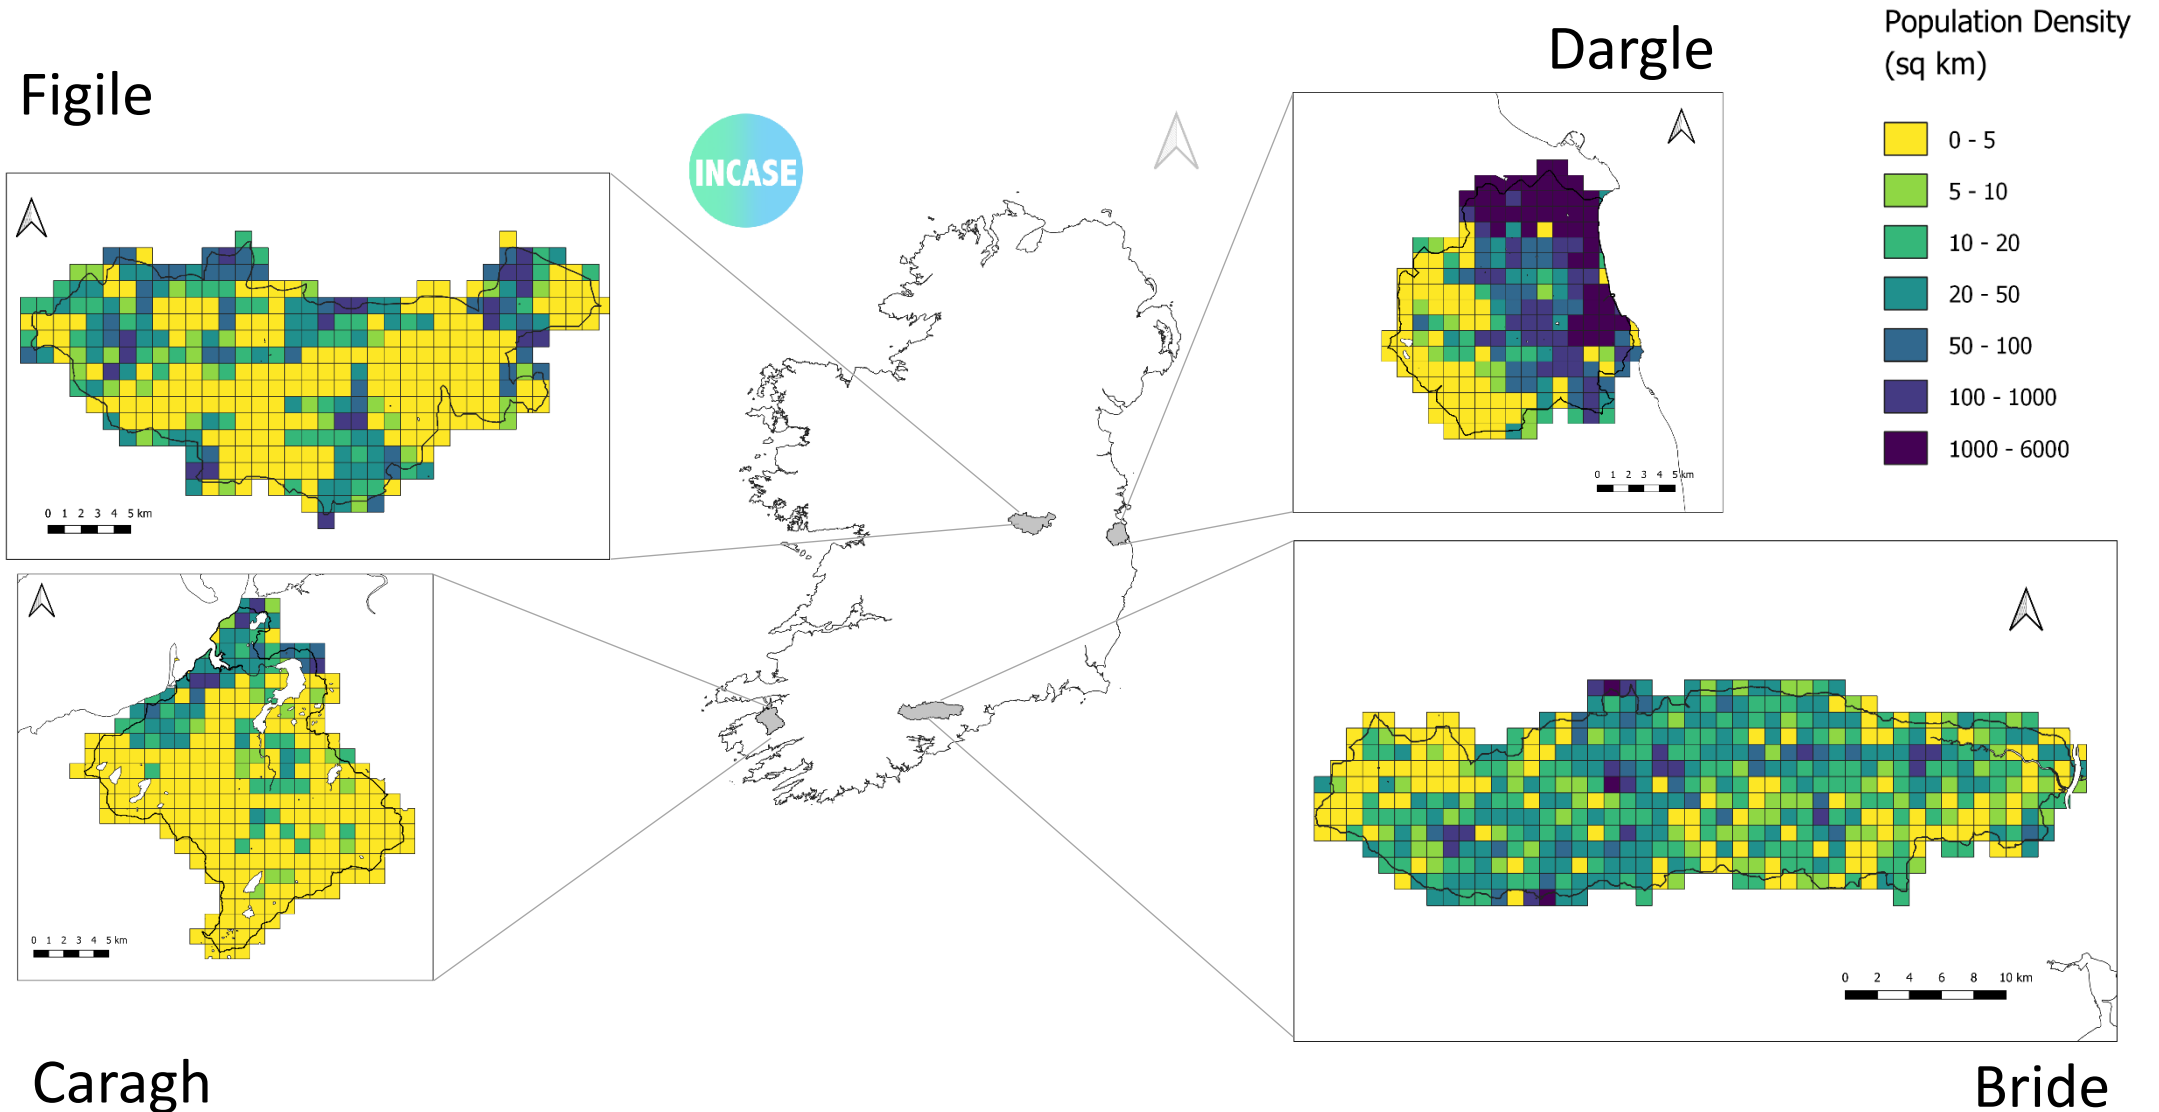 Figile
INCASE
Dargle
Population Density
(sq km)
0 - 5
5 - 10
10 - 20
20 - 50
50 - 100
100 - 1000
1000 - 6000
0 1 2 3 4 5 km
0 1 2 3 4 5 km
0 1 2 3 4 5 km
0 2 4 6 8 10 km
Caragh
Bride